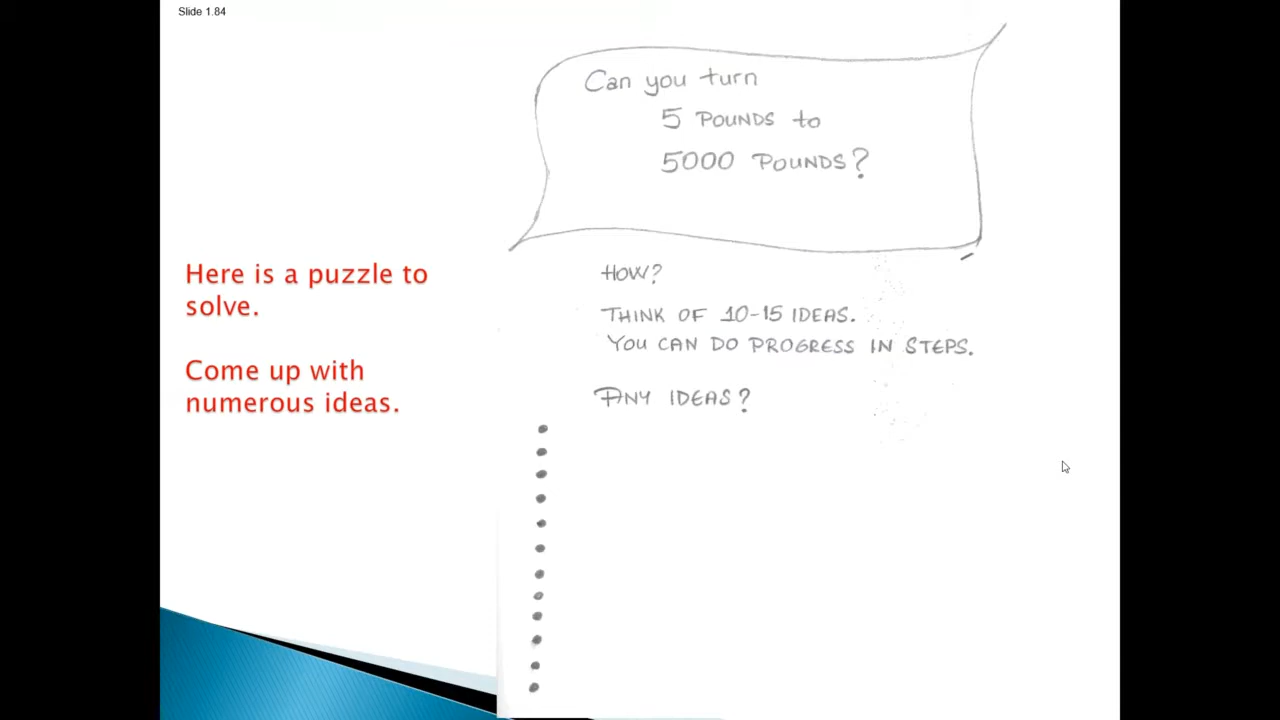 Slide 1.84
Can you turn
5 POUNDS to
5000 POUNDS?
Here is a puzzle to
solve.
Come up with
numerous ideas.
HOW?
THINK OF 10-15 IDEAS.
YOU CAN DO PROGRESS IN STEPS.
ANY IDEAS?